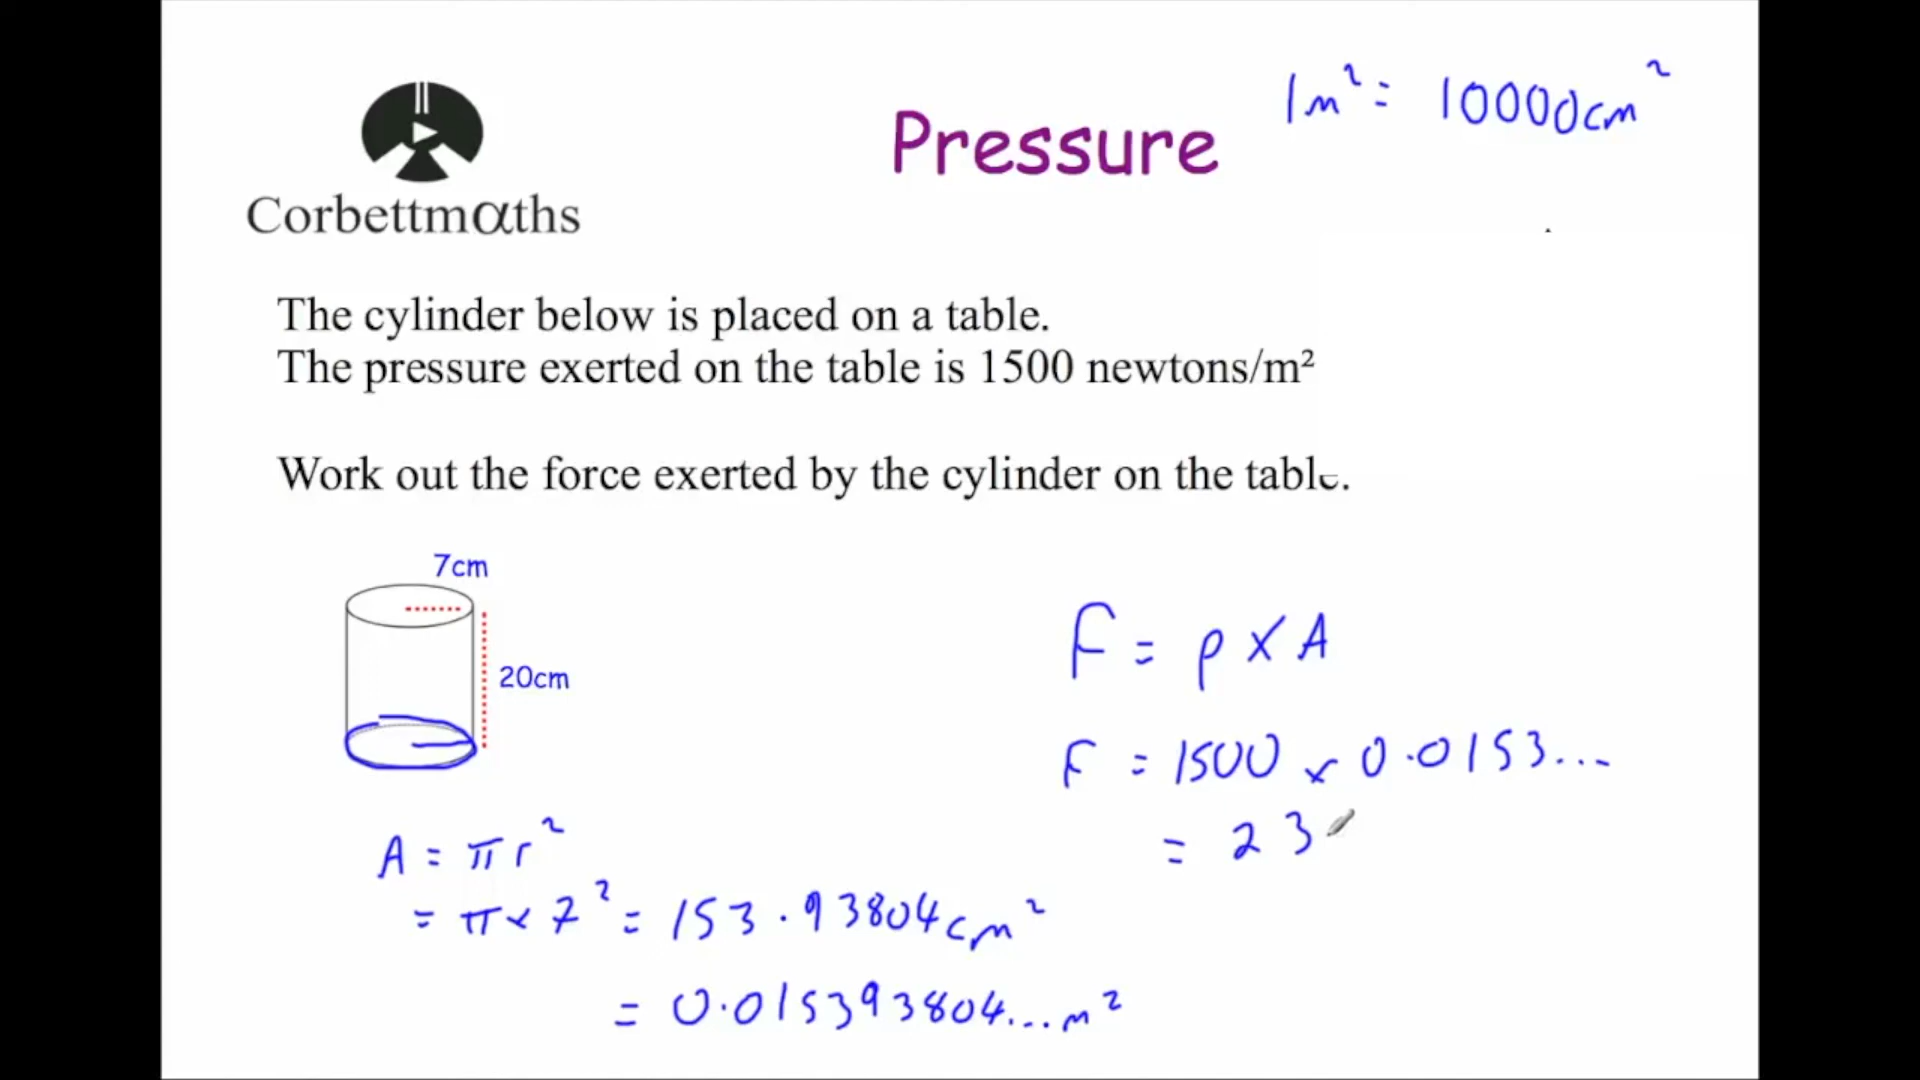 1m² = 10000cm²
Pressure
Corbettmαths
The cylinder below is placed on a table.
The pressure exerted on the table is 1500 newtons/m²
Work out the force exerted by the cylinder on the table.
7cm
20cm
F = p × A
F = 1500 × 0.0153...
= 23
A = πr²
= π × 7² = 153.93804cm²
= 0.015393804...m²